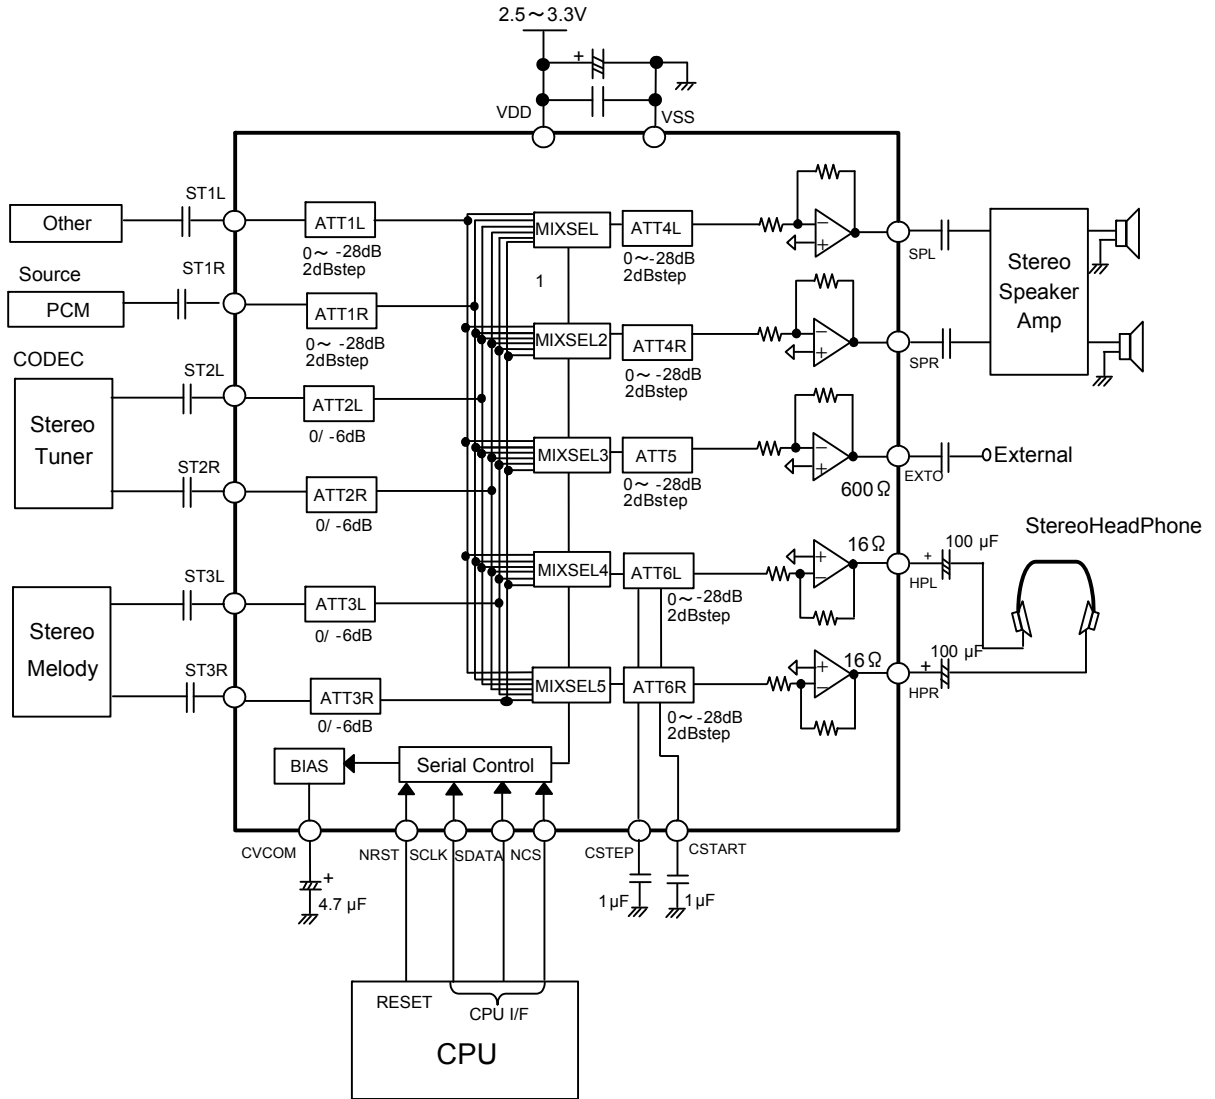 2.5～3.3V
+
VDD
VSS
ST1L
Other
ATT1L
MIXSEL
ATT4L
−
+
SPL
0～ -28dB
2dBstep
0～-28dB
2dBstep
Stereo
Speaker
Amp
ST1R
Source
PCM
1
ATT1R
MIXSEL2
ATT4R
−
+
SPR
0～ -28dB
2dBstep
0～ -28dB
2dBstep
CODEC
ST2L
Stereo
Tuner
ATT2L
0/ -6dB
MIXSEL3
ATT5
−
+
EXTO
External
0～ -28dB
2dBstep
600Ω
ST2R
ATT2R
0/ -6dB
StereoHeadPhone
16Ω
+
100 µF
HPL
+
−
MIXSEL4
ATT6L
0～-28dB
2dBstep
ST3L
Stereo
Melody
ATT3L
0/ -6dB
ST3R
ATT3R
0/ -6dB
MIXSEL5
ATT6R
+
−
16Ω
+
100 µF
HPR
0～ -28dB
2dBstep
BIAS
Serial Control
CVCOM
NRST
SCLK
SDATA
NCS
CSTEP
CSTART
+
4.7 µF
1µF
1µF
RESET
CPU I/F
CPU